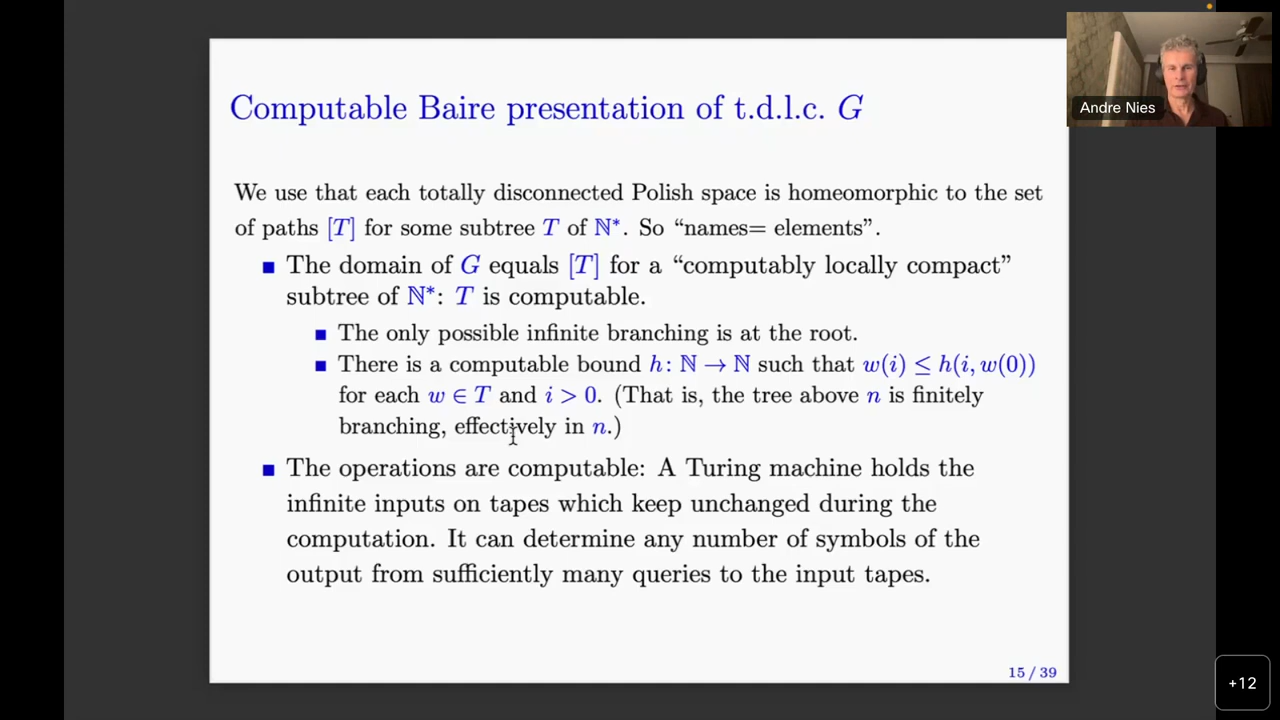 Computable Baire presentation of t.d.l.c. G
Andre Nies
We use that each totally disconnected Polish space is homeomorphic to the set
of paths [T] for some subtree T of ℕ*. So “names= elements”.
■ The domain of G equals [T] for a “computably locally compact”
subtree of ℕ*: T is computable.
■ The only possible infinite branching is at the root.
■ There is a computable bound h: ℕ → ℕ such that w(i) ≤ h(i, w(0))
for each w ∈ T and i > 0. (That is, the tree above n is finitely
branching, effectively in n.)
■ The operations are computable: A Turing machine holds the
infinite inputs on tapes which keep unchanged during the
computation. It can determine any number of symbols of the
output from sufficiently many queries to the input tapes.
15 / 39
+12